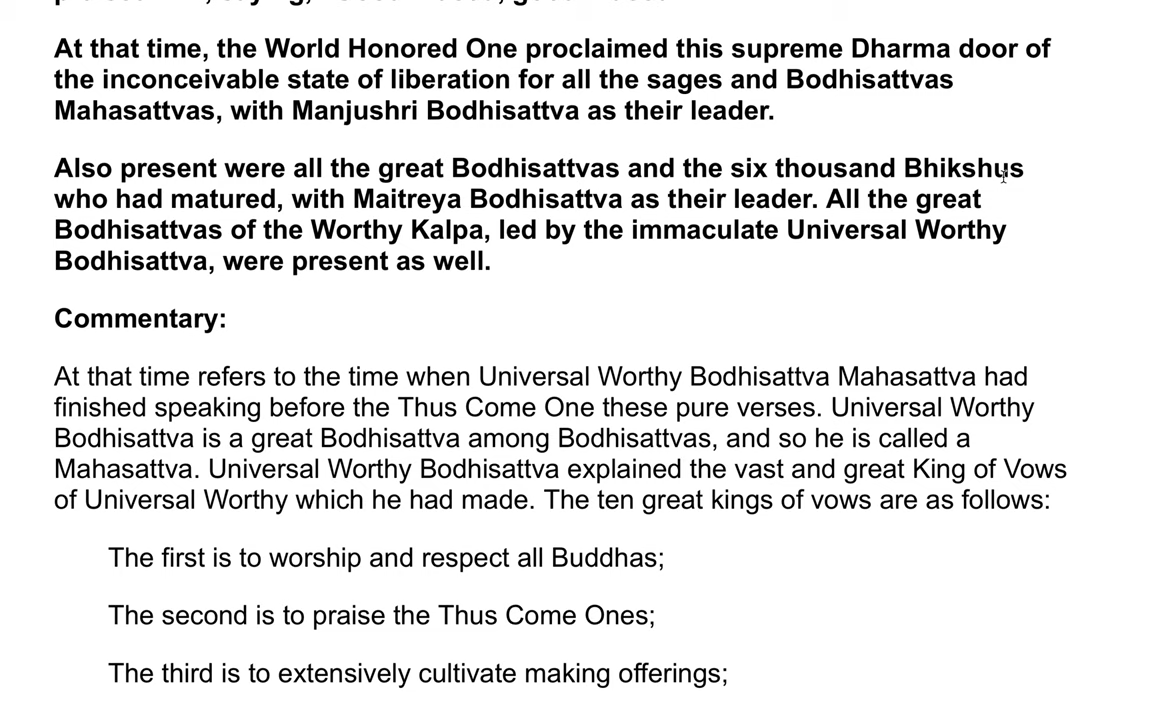 At that time, the World Honored One proclaimed this supreme Dharma door of
the inconceivable state of liberation for all the sages and Bodhisattvas
Mahasattvas, with Manjushri Bodhisattva as their leader.
Also present were all the great Bodhisattvas and the six thousand Bhikshus
who had matured, with Maitreya Bodhisattva as their leader. All the great
Bodhisattvas of the Worthy Kalpa, led by the immaculate Universal Worthy
Bodhisattva, were present as well.
Commentary:
At that time refers to the time when Universal Worthy Bodhisattva Mahasattva had
finished speaking before the Thus Come One these pure verses. Universal Worthy
Bodhisattva is a great Bodhisattva among Bodhisattvas, and so he is called a
Mahasattva. Universal Worthy Bodhisattva explained the vast and great King of Vows
of Universal Worthy which he had made. The ten great kings of vows are as follows:
The first is to worship and respect all Buddhas;
The second is to praise the Thus Come Ones;
The third is to extensively cultivate making offerings;